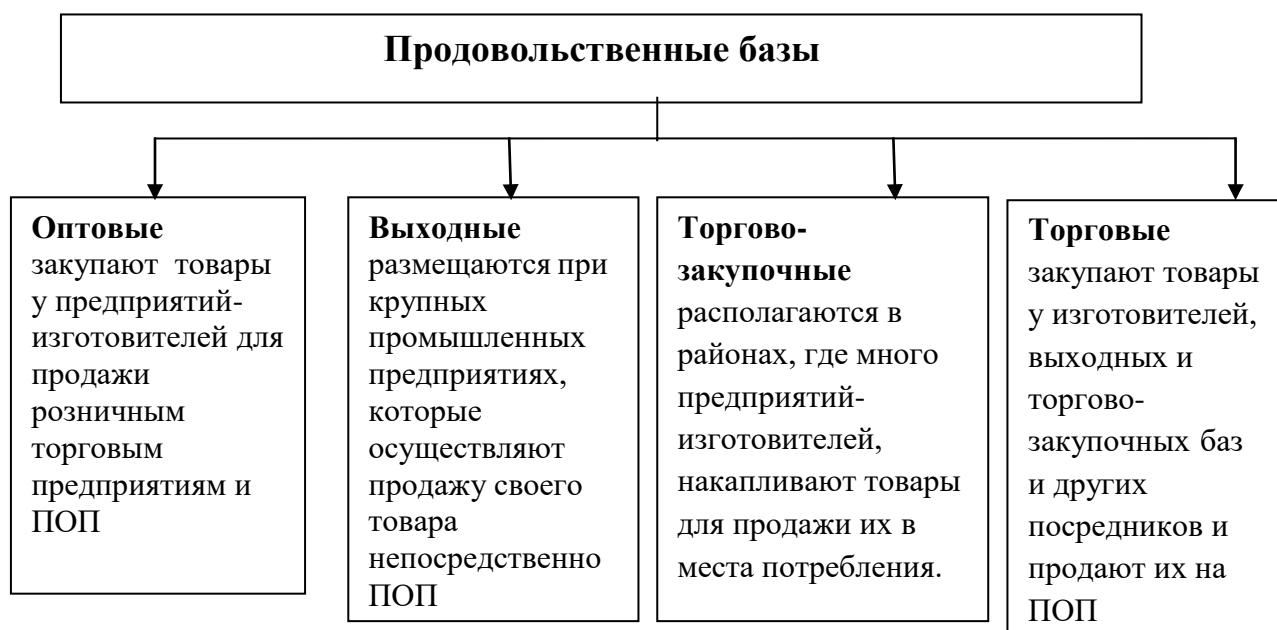 Продовольственные базы
Оптовые
закупают товары
у предприятий-
изготовителей для
продажи
розничным
торговым
предприятиям и
ПОП
Выходные
размещаются при
крупных
промышленных
предприятиях,
которые
осуществляют
продажу своего
товара
непосредственно
ПОП
Торгово-
закупочные
располагаются в
районах, где много
предприятий-
изготовителей,
накапливают товары
для продажи их в
места потребления.
Торговые
закупают товары
у изготовителей,
выходных и
торгово-
закупочных баз
и других
посредников и
продают их на
ПОП